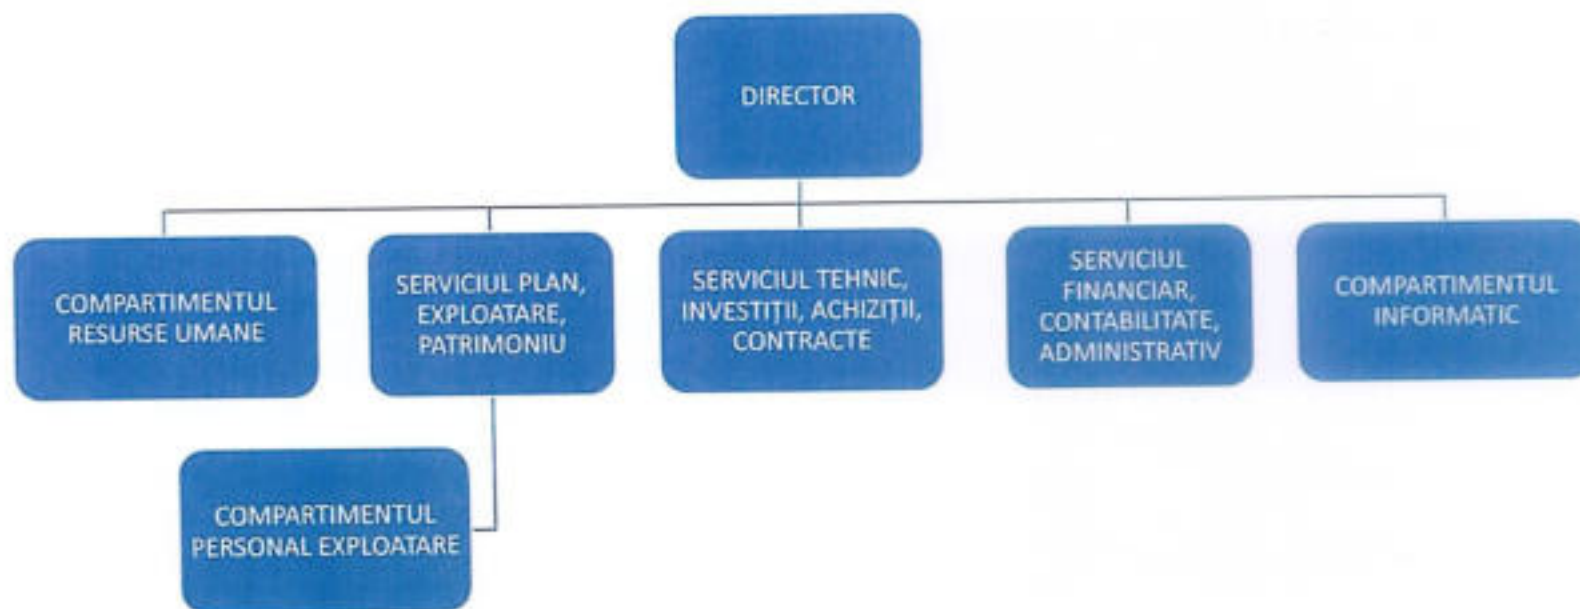 DIRECTOR
COMPARTIMENTUL
RESURSE UMANE
SERVICIUL PLAN,
EXPLOATARE,
PATRIMONIU
SERVICIUL TEHNIC,
INVESTIȚII, ACHIZIȚII,
CONTRACTE
SERVICIUL
FINANCIAR,
CONTABILITATE,
ADMINISTRATIV
COMPARTIMENTUL
INFORMATIC
COMPARTIMENTUL
PERSONAL EXPLOATARE